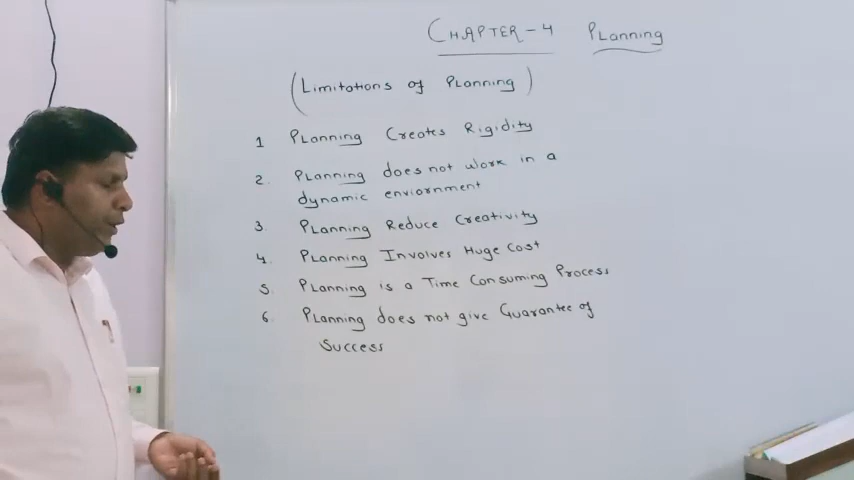 CHAPTER-4 Planning
(Limitations of Planning)
1 Planning Creates Rigidity
2. Planning does not work in a
dynamic enviornment
3. Planning Reduce Creativity
4. Planning Involves Huge Cost
5. Planning is a Time Consuming Process
6. Planning does not give Guarantee of
Success